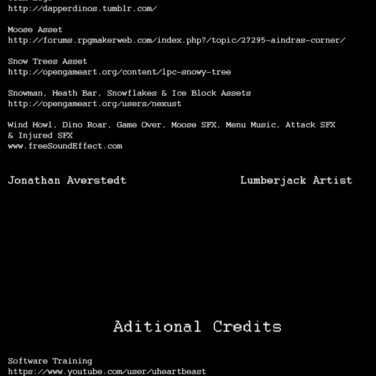 http://dapperdinos.tumblr.com/
Moose Asset
http://forums.rpgmakerweb.com/index.php?/topic/27295-aindras-corner/
Snow Trees Asset
http://opengameart.org/content/lpc-snowy-tree
Snowman, Heath Bar, Snowflakes & Ice Block Assets
http://opengameart.org/users/nexust
Wind Howl, Dino Roar, Game Over, Moose SFX, Menu Music, Attack SFX
& Injured SFX
www.freeSoundEffect.com
Jonathan Averstedt Lumberjack Artist
Aditional Credits
Software Training
https://www.youtube.com/user/uheartbeast